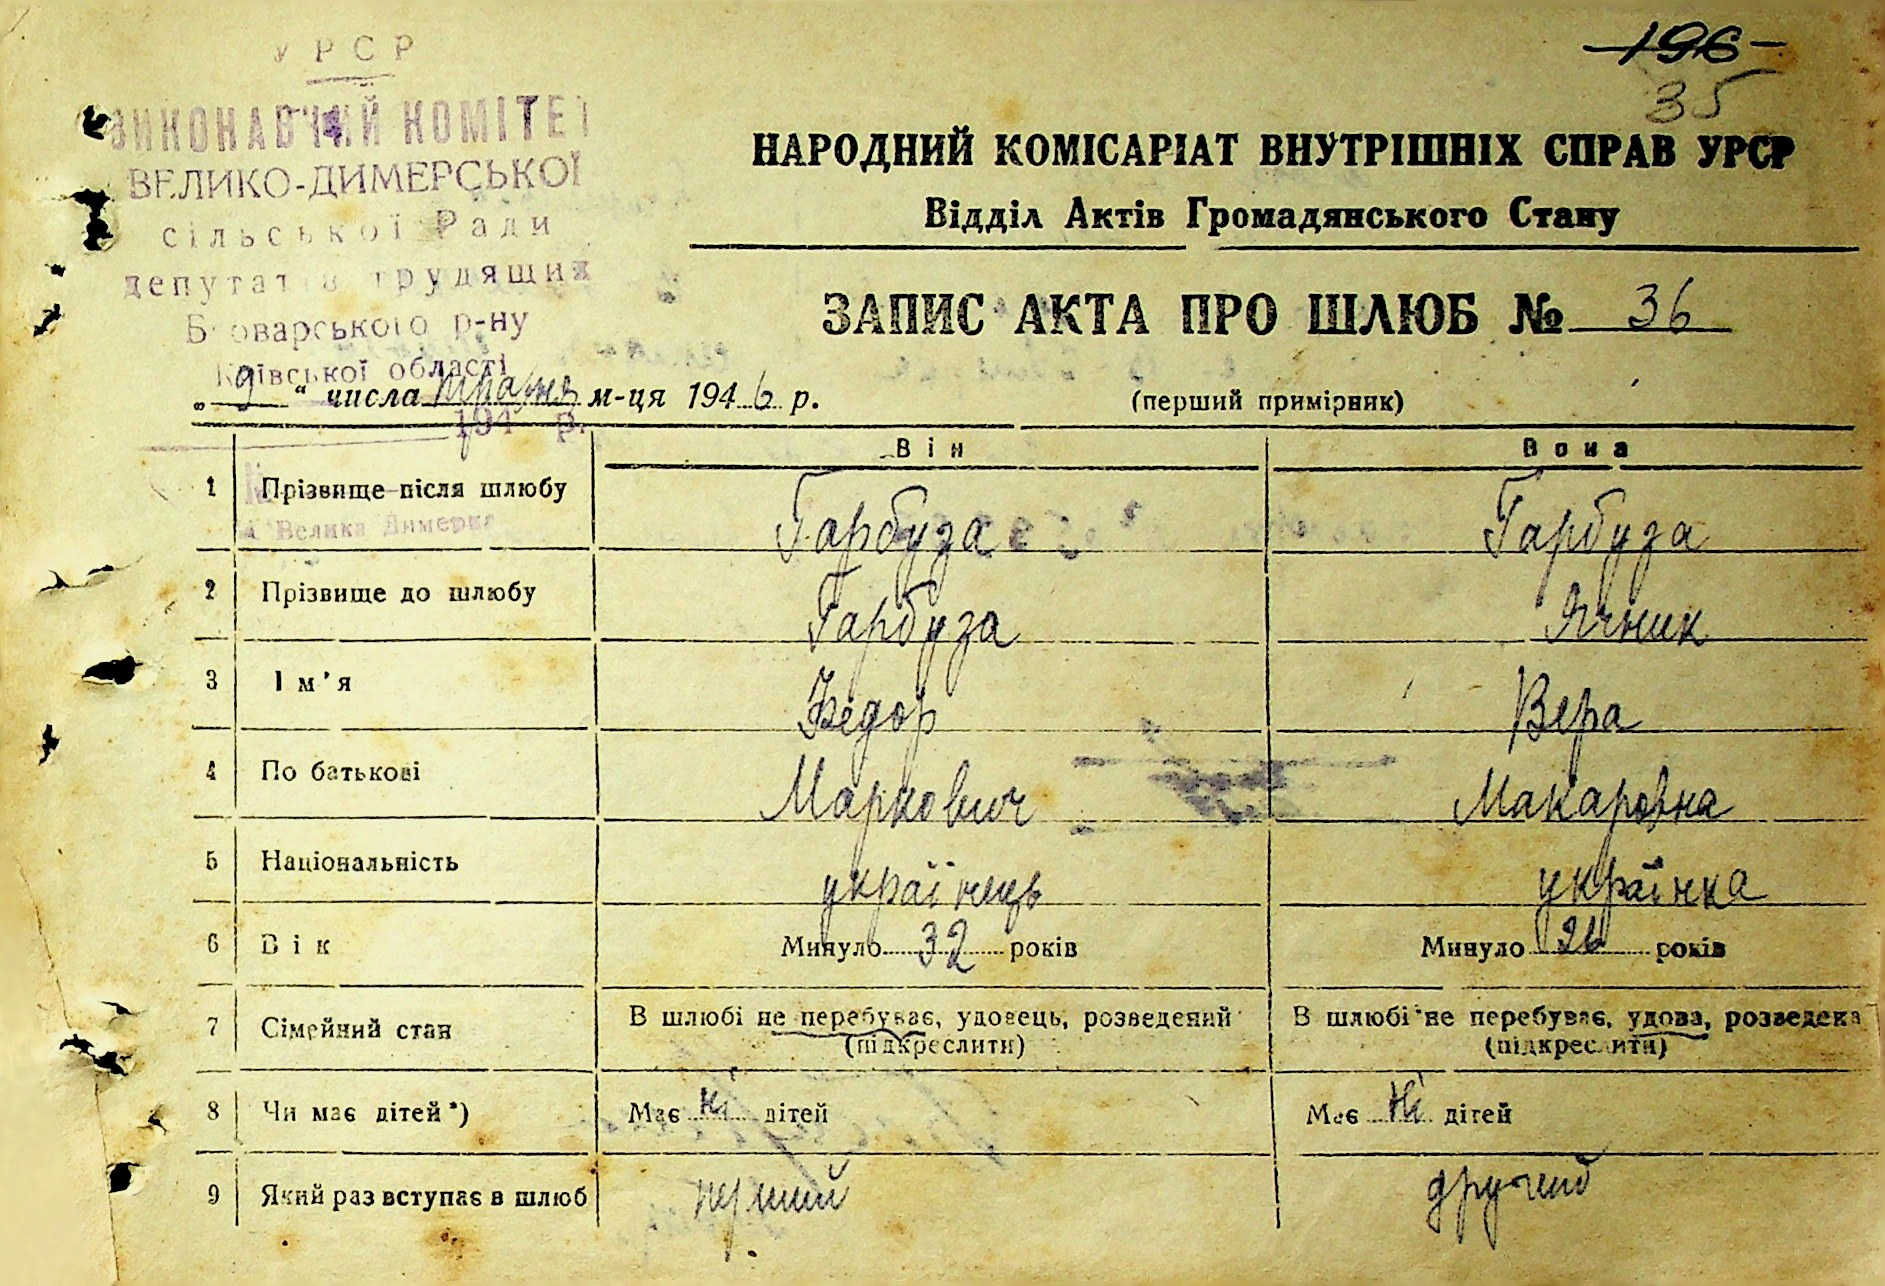 УРСР
ВИКОНАВЧИЙ КОМІТЕТ
ВЕЛИКО-ДИМЕРСЬКОЇ
сільської Ради
депутатів трудящих
Броварського р-ну
Київської області
194 р.
Велика Димерка
196
35
НАРОДНИЙ КОМІСАРІАТ ВНУТРІШНІХ СПРАВ УРСР
Відділ Актів Громадянського Стану
ЗАПИС АКТА ПРО ШЛЮБ № 36
„ 9 “ числа травня м-ця 1946 р.
(перший примірник)
Він Вона
1 Прізвище після шлюбу Гарбуза Гарбуза
2 Прізвище до шлюбу Гарбуза Ячник
3 Ім'я Федор Вера
4 По батькові Маркович Макаровна
5 Національність українець українка
6 Вік Минуло 32 років Минуло 26 років
7 Сімейний стан В шлюбі не перебуває, удовець, розведений В шлюбі не перебуває, удова, розведена
(підкреслити) (підкреслити)
8 Чи має дітей*) Має ні дітей Має Ні дітей
9 Який раз вступає в шлюб перший другий